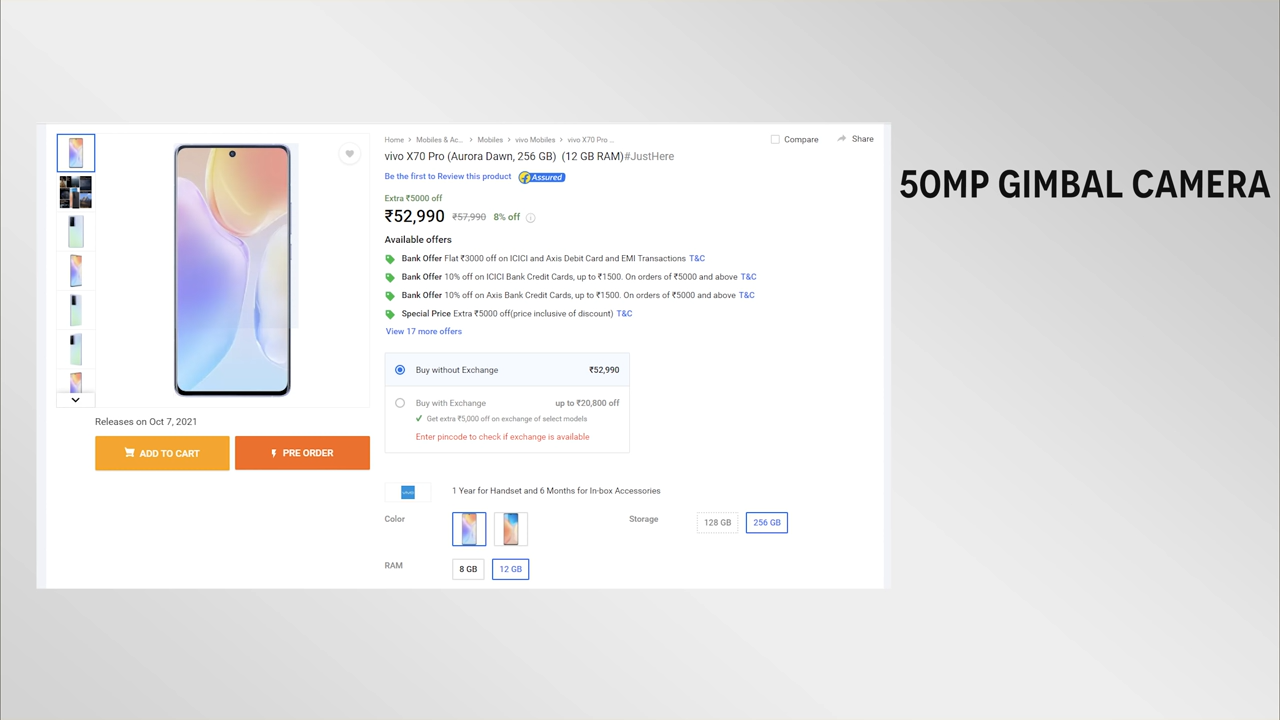 Home > Mobiles & Ac... > Mobiles > vivo Mobiles > vivo X70 Pro ...
Compare
Share
vivo X70 Pro (Aurora Dawn, 256 GB) (12 GB RAM)#JustHere
Be the first to Review this product
Assured
Extra ₹5000 off
₹52,990 ₹57,990 8% off
Available offers
Bank Offer Flat ₹3000 off on ICICI and Axis Debit Card and EMI Transactions T&C
Bank Offer 10% off on ICICI Bank Credit Cards, up to ₹1500. On orders of ₹5000 and above T&C
Bank Offer 10% off on Axis Bank Credit Cards, up to ₹1500. On orders of ₹5000 and above T&C
Special Price Extra ₹5000 off(price inclusive of discount) T&C
View 17 more offers
Buy without Exchange ₹52,990
Buy with Exchange up to ₹20,800 off
Get extra ₹5,000 off on exchange of select models
Enter pincode to check if exchange is available
Releases on Oct 7, 2021
ADD TO CART
PRE ORDER
vivo
1 Year for Handset and 6 Months for In-box Accessories
Color
Storage 128 GB 256 GB
RAM 8 GB 12 GB
50MP GIMBAL CAMERA